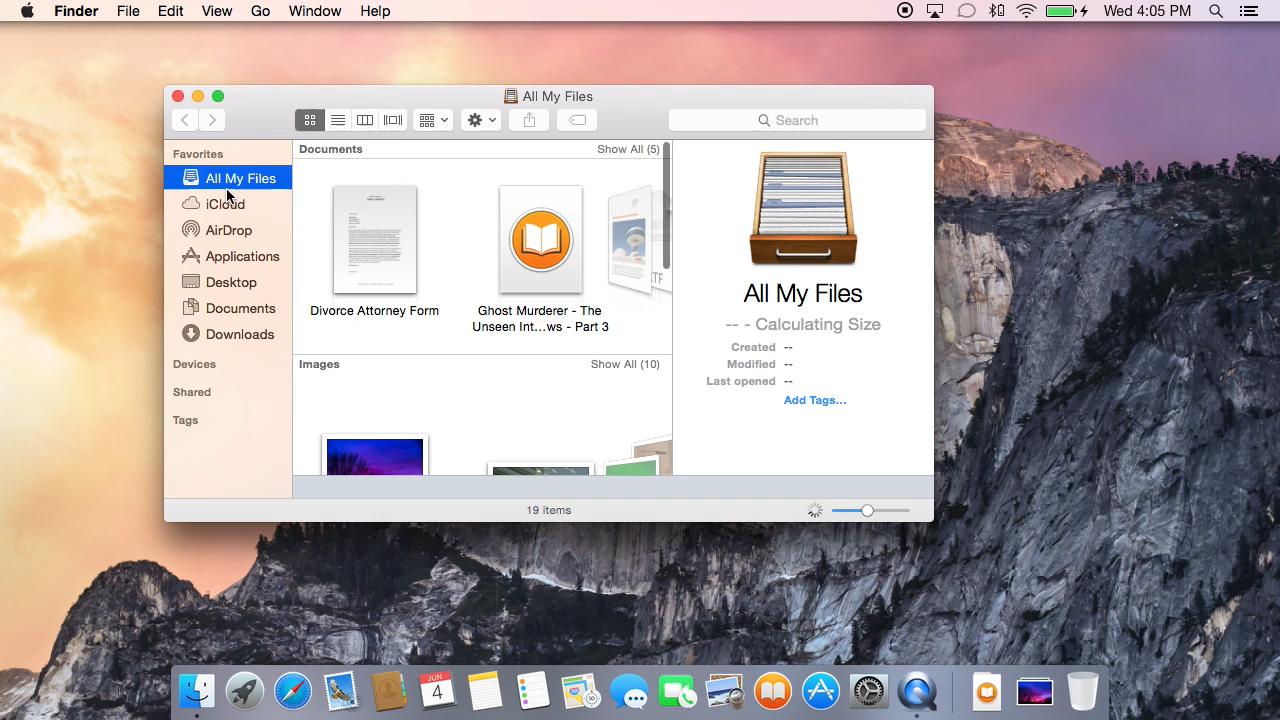 Finder File Edit View Go Window Help Wed 4:05 PM
All My Files
Search
Favorites
All My Files
iCloud
AirDrop
Applications
Desktop
Documents
Downloads
Devices
Shared
Tags
Documents Show All (5)
Divorce Attorney Form
Ghost Murderer - The
Unseen Int...ws - Part 3
Images Show All (10)
All My Files
-- - Calculating Size
Created --
Modified --
Last opened --
Add Tags...
19 items
JUN
4